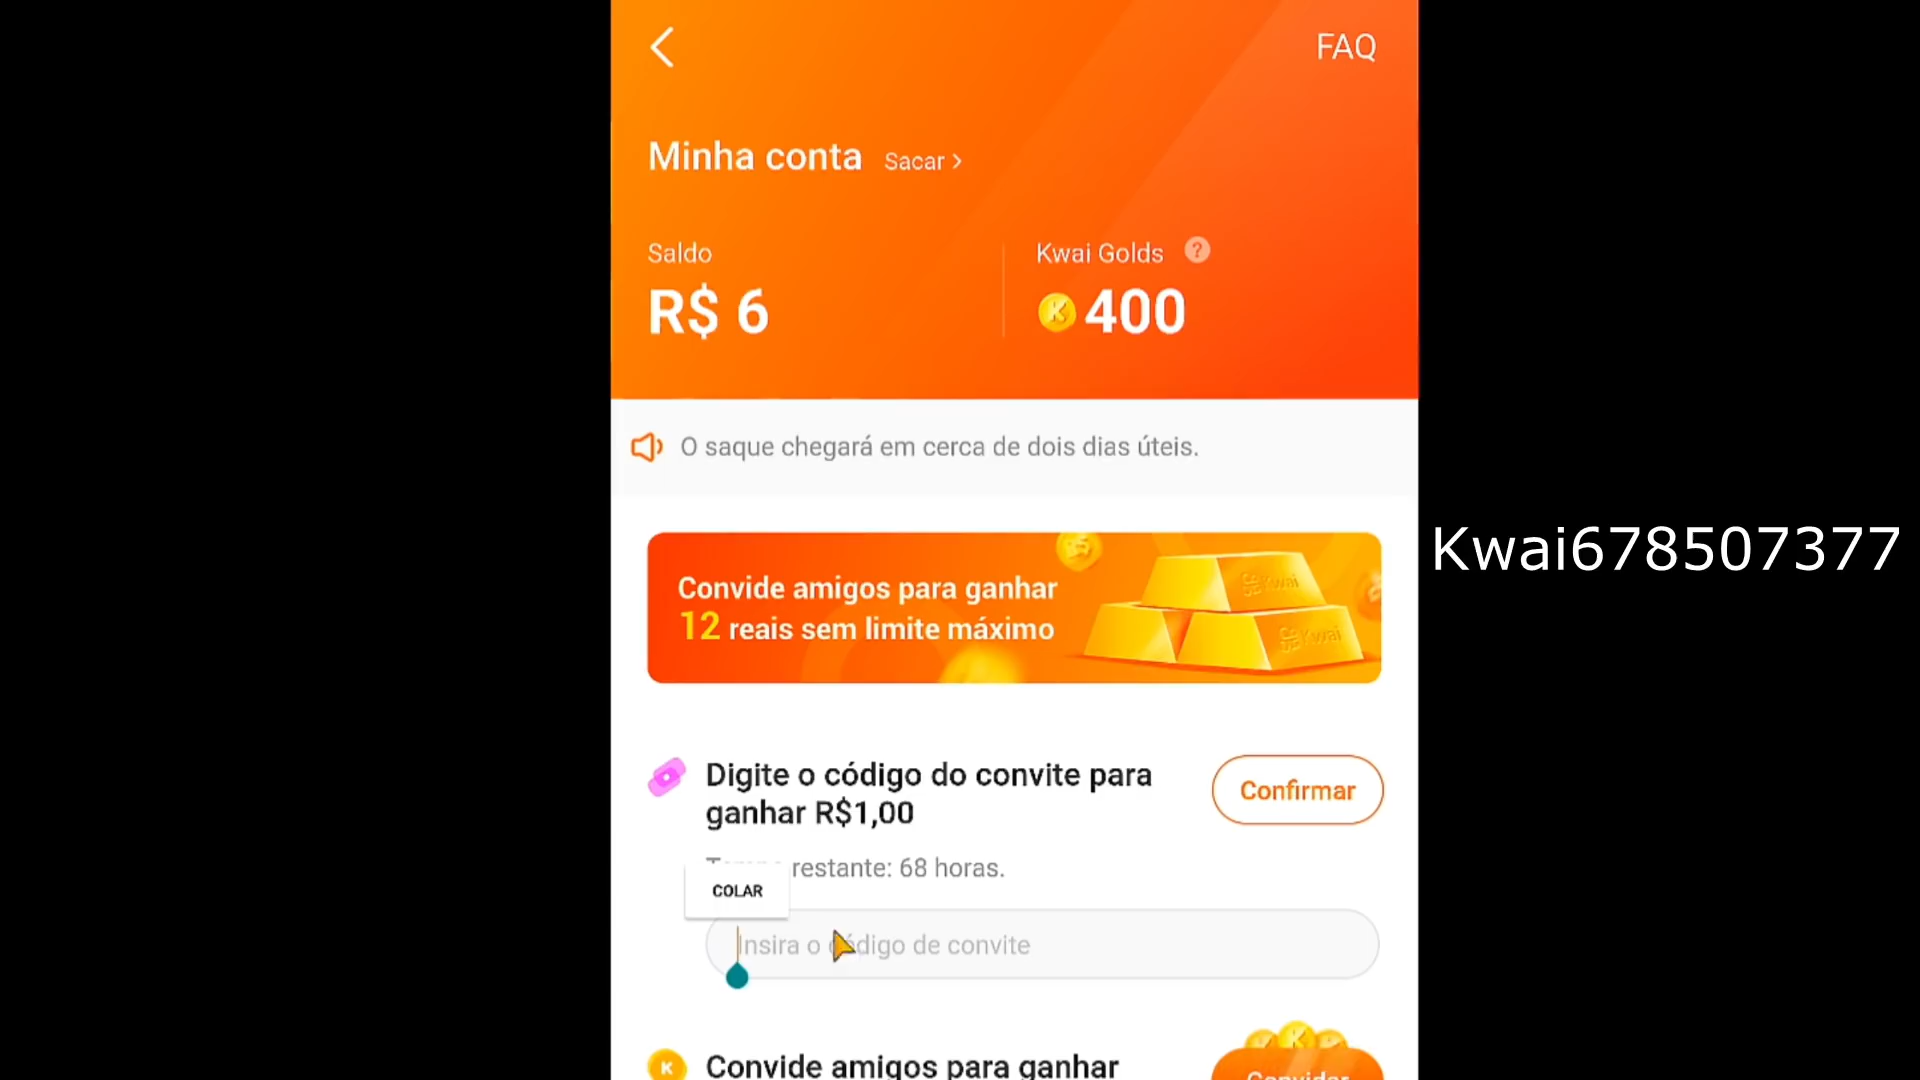 FAQ
Minha conta Sacar >
Saldo
Kwai Golds ?
R$ 6
K 400
O saque chegará em cerca de dois dias úteis.
Kwai678507377
Convide amigos para ganhar
12 reais sem limite máximo
Kwai
Kwai
Digite o código do convite para
ganhar R$1,00
Confirmar
restante: 68 horas.
COLAR
Insira o código de convite
K
K Convide amigos para ganhar
Convidar